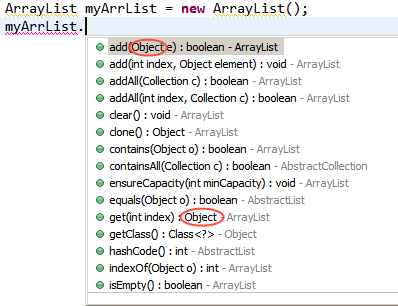 ArrayList myArrList = new ArrayList();
myArrList.
add(Object e) : boolean - ArrayList
add(int index, Object element) : void - ArrayList
addAll(Collection c) : boolean - ArrayList
addAll(int index, Collection c) : boolean - ArrayList
clear() : void - ArrayList
clone() : Object - ArrayList
contains(Object o) : boolean - ArrayList
containsAll(Collection c) : boolean - AbstractCollection
ensureCapacity(int minCapacity) : void - ArrayList
equals(Object o) : boolean - AbstractList
get(int index) : Object - ArrayList
getClass() : Class<?> - Object
hashCode() : int - AbstractList
indexOf(Object o) : int - ArrayList
isEmpty() : boolean - ArrayList